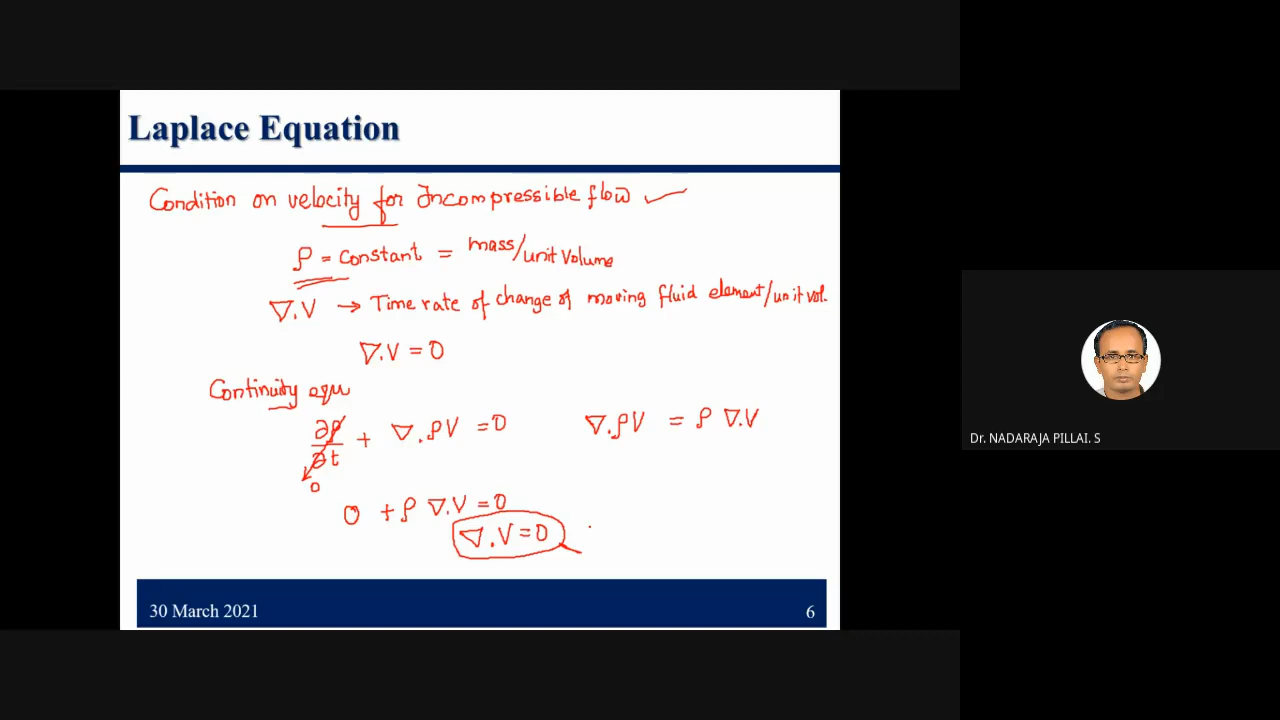 Laplace Equation
Condition on velocity for Incompressible flow
ρ = constant = mass/unit volume
∇.V → Time rate of change of moving fluid element/unit vol.
∇.V = 0
Continuity equ
∂ρ/∂t + ∇.ρV = 0    ∇.ρV = ρ ∇.V
0
0 + ρ ∇.V = 0
∇.V = 0
30 March 2021    6
Dr. NADARAJA PILLAI. S